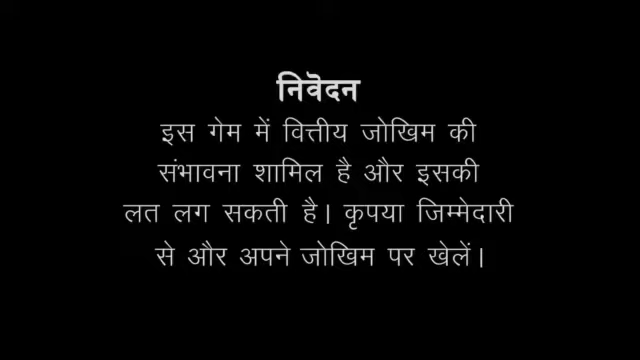 निवेदन
इस गेम में वित्तीय जोखिम की
संभावना शामिल है और इसकी
लत लग सकती है। कृपया जिम्मेदारी
से और अपने जोखिम पर खेलें।